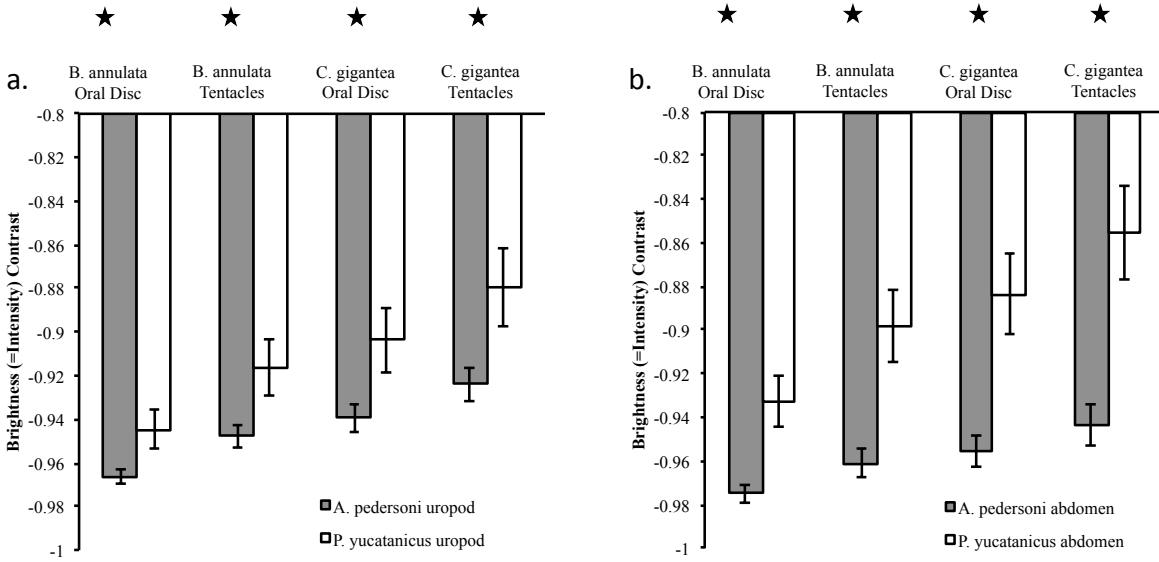 a.
B. annulata
Oral Disc
B. annulata
Tentacles
C. gigantea
Oral Disc
C. gigantea
Tentacles
Brightness (=Intensity) Contrast
-0.8
-0.82
-0.84
-0.86
-0.88
-0.9
-0.92
-0.94
-0.96
-0.98
-1
A. pedersoni uropod
P. yucatanicus uropod
b.
B. annulata
Oral Disc
B. annulata
Tentacles
C. gigantea
Oral Disc
C. gigantea
Tentacles
Brightness (=Intensity) Contrast
-0.8
-0.82
-0.84
-0.86
-0.88
-0.9
-0.92
-0.94
-0.96
-0.98
-1
A. pedersoni abdomen
P. yucatanicus abdomen